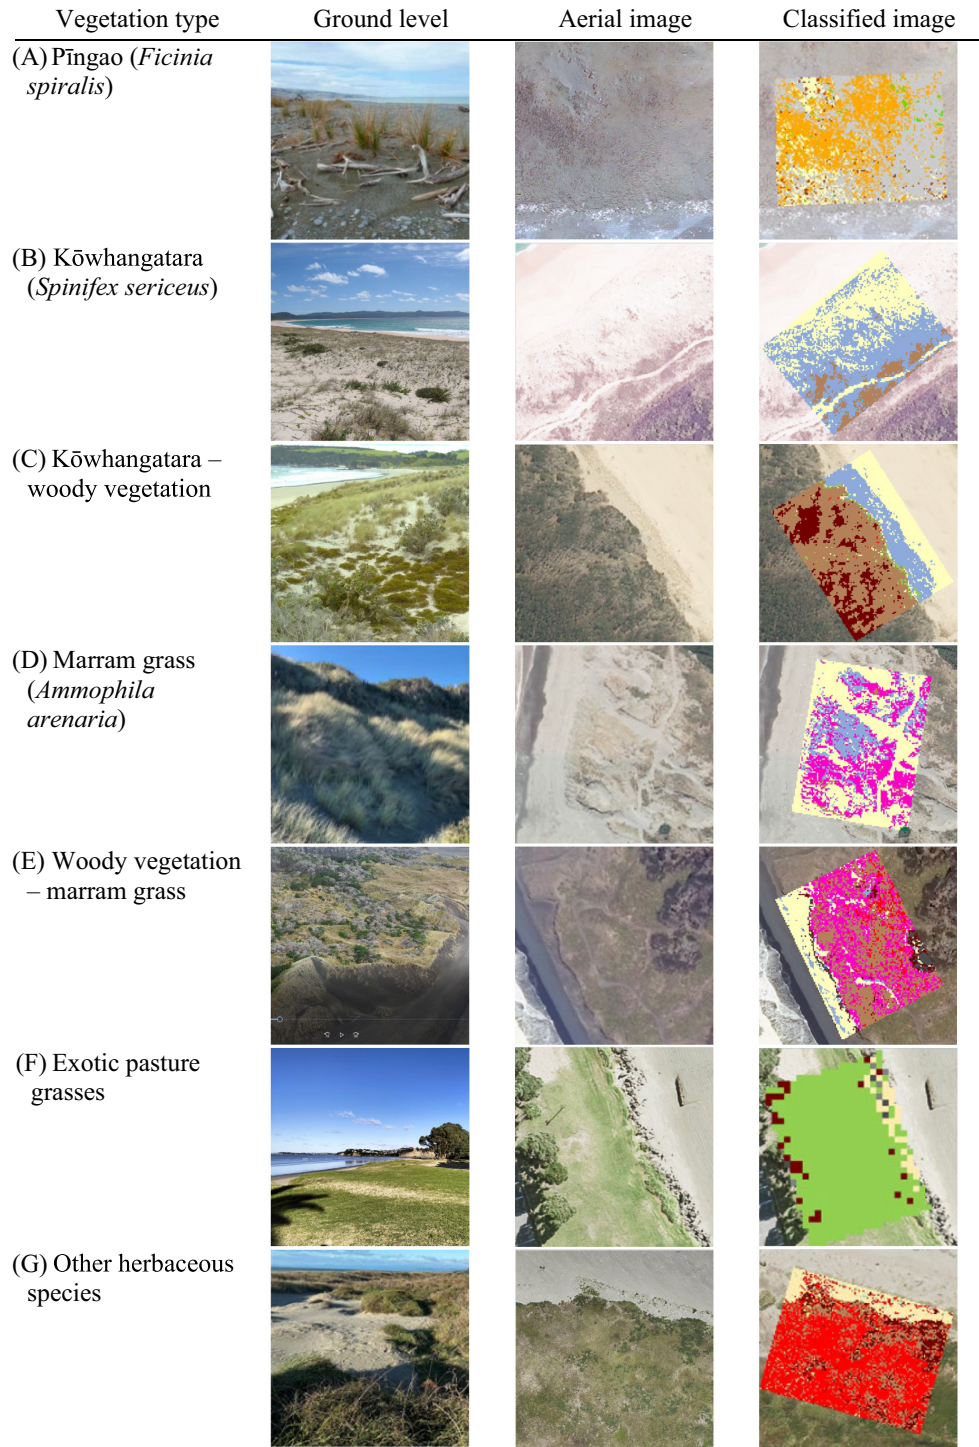 Vegetation type Ground level Aerial image Classified image
(A) Pīngao (Ficinia
spiralis)
(B) Kōwhangatara
(Spinifex sericeus)
(C) Kōwhangatara –
woody vegetation
(D) Marram grass
(Ammophila
arenaria)
(E) Woody vegetation
– marram grass
(F) Exotic pasture
grasses
(G) Other herbaceous
species